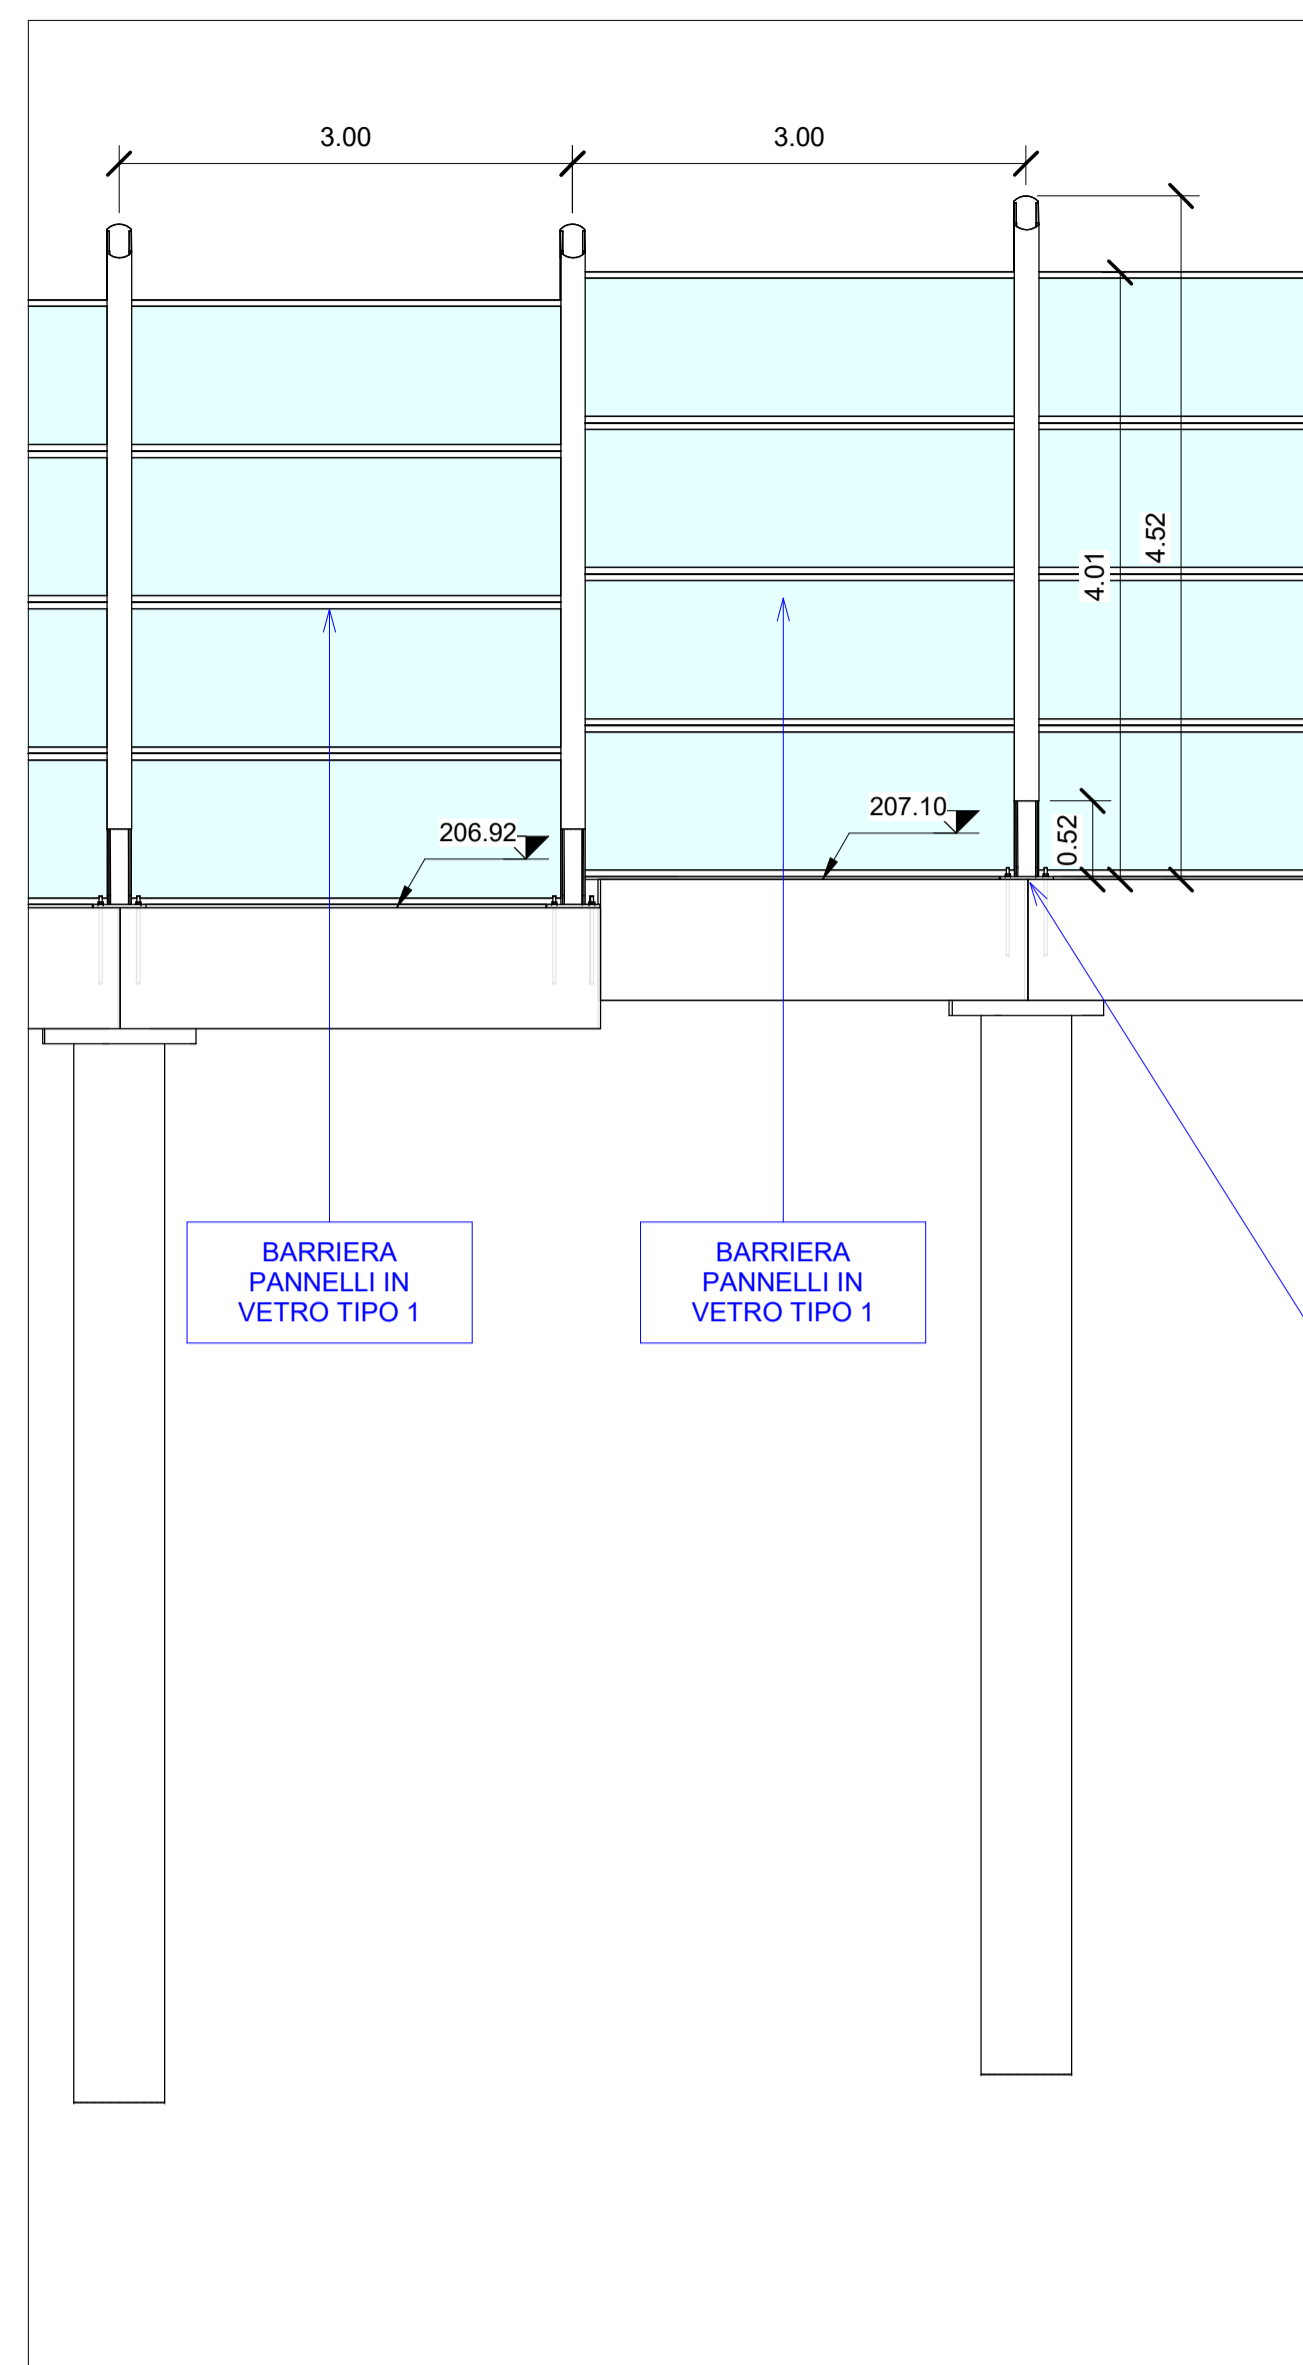 3.00
3.00
4.52
4.01
207.10
206.92
0.52
BARRIERA
PANNELLI IN
VETRO TIPO 1
BARRIERA
PANNELLI IN
VETRO TIPO 1